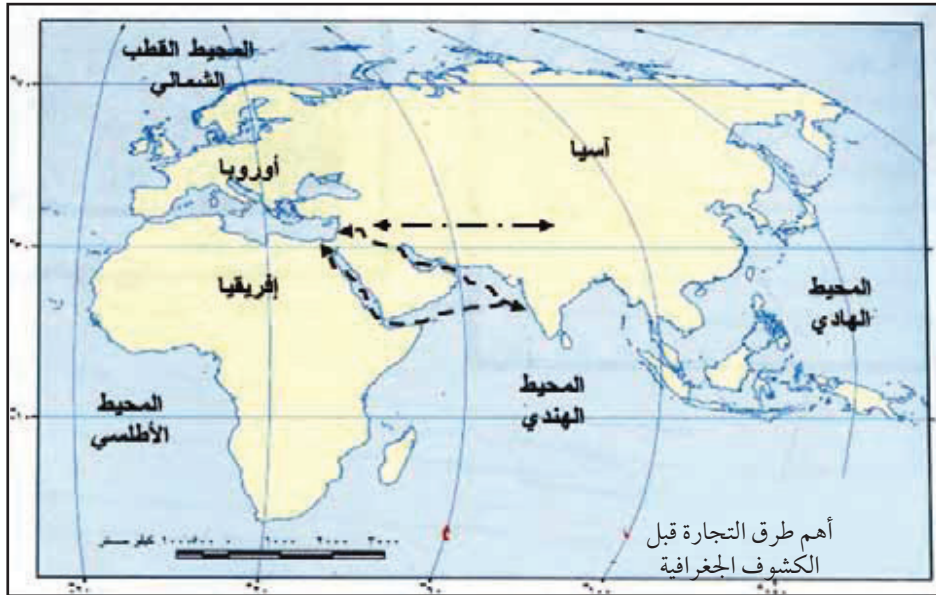 المحيط القطب
الشمالي
آسيا
أوروبا
إفريقيا
المحيط
الهادي
المحيط
الهندي
المحيط
الأطلسي
أهم طرق التجارة قبل
الكشوف الجغرافية